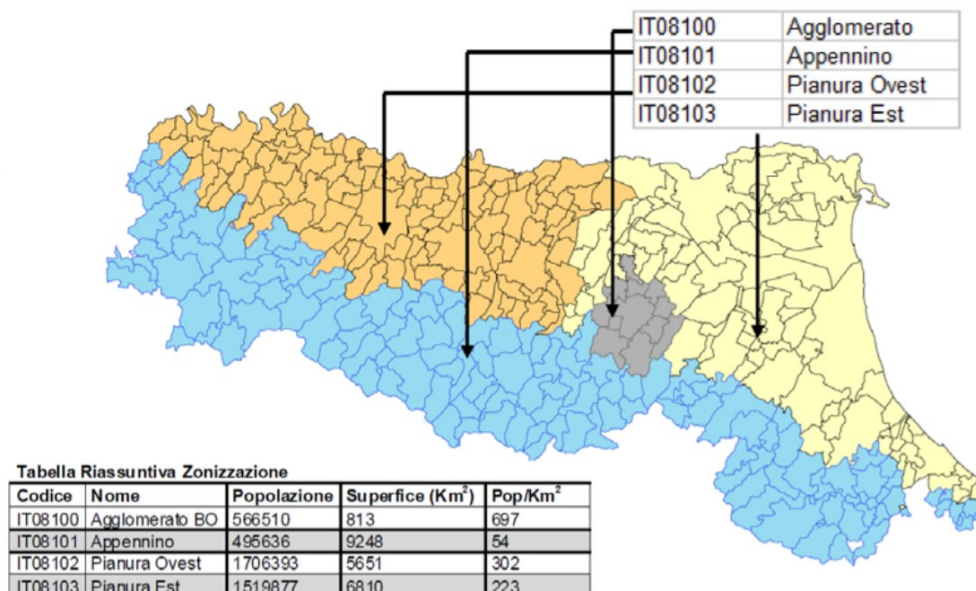 IT08100 Agglomerato
IT08101 Appennino
IT08102 Pianura Ovest
IT08103 Pianura Est
Tabella Riassuntiva Zonizzazione
Codice Nome Popolazione Superfice (Km²) Pop/Km²
IT08100 Agglomerato BO 566510 813 697
IT08101 Appennino 495636 9248 54
IT08102 Pianura Ovest 1706393 5651 302
IT08103 Pianura Est 1519877 6810 223